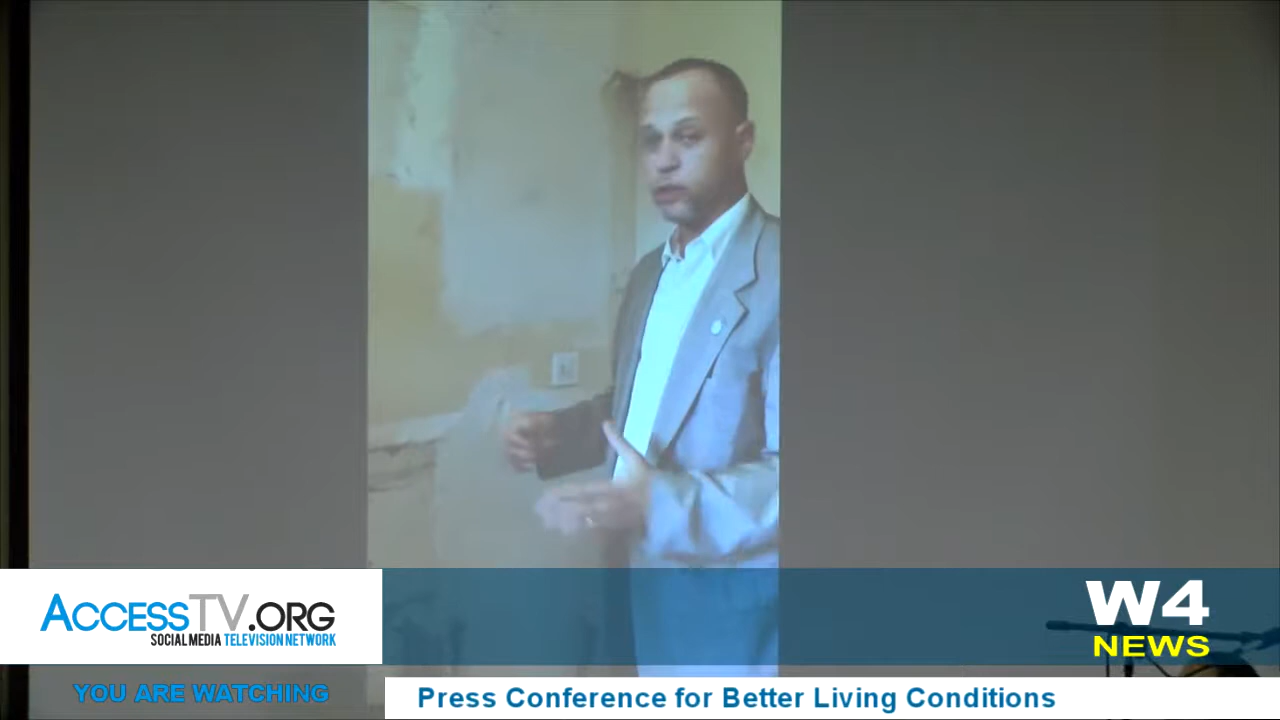 ACCESSTV.ORG
SOCIAL MEDIA TELEVISION NETWORK
W4
NEWS
YOU ARE WATCHING
Press Conference for Better Living Conditions